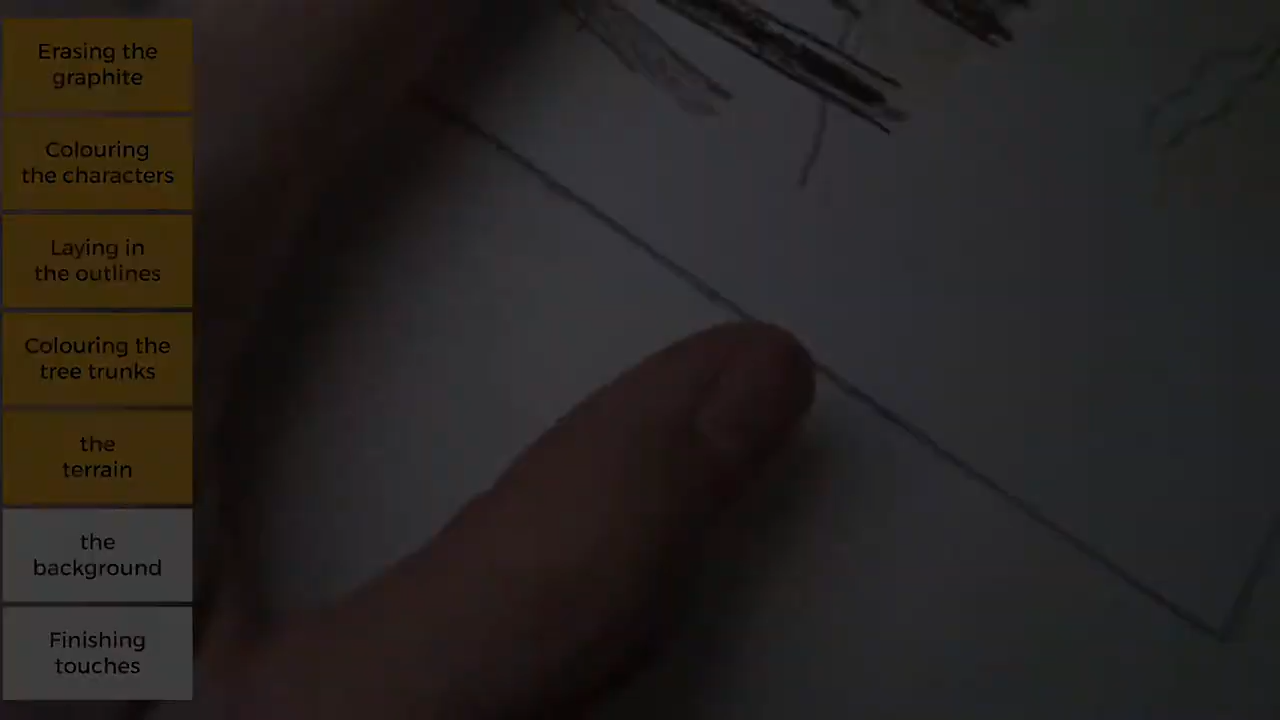 Erasing the
graphite
Colouring
the characters
Laying in
the outlines
Colouring the
tree trunks
the
terrain
the
background
Finishing
touches